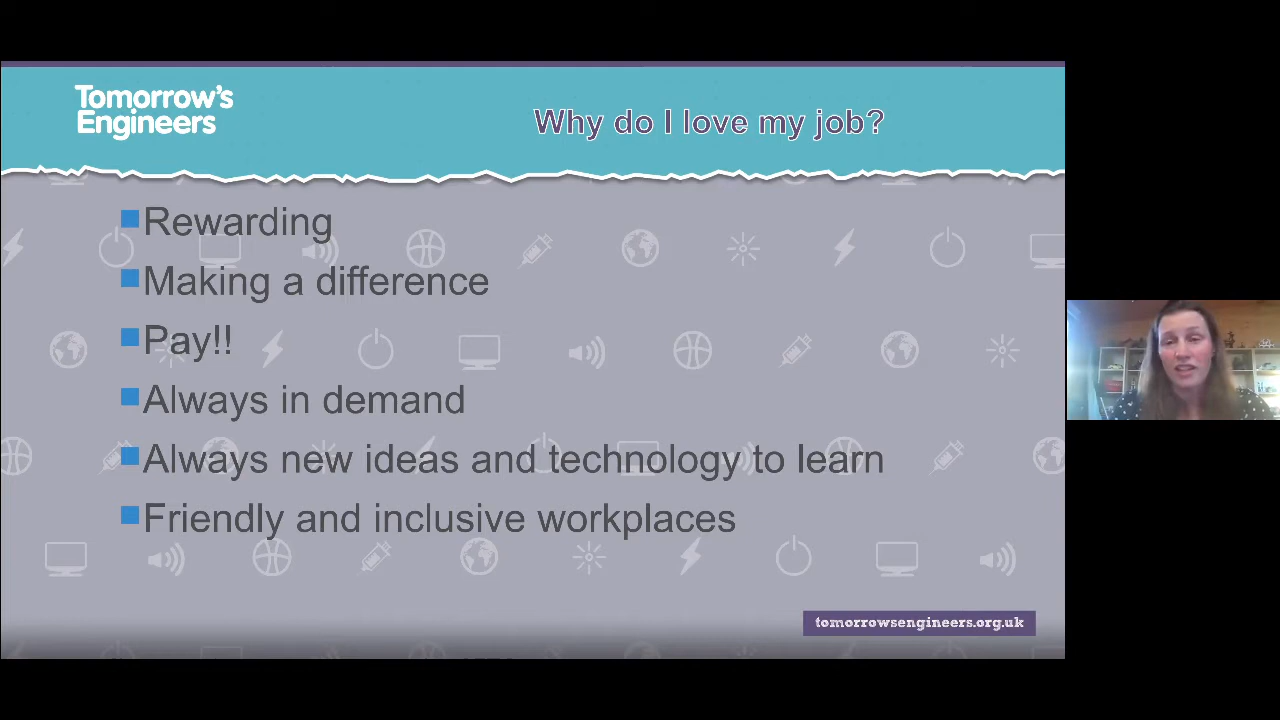 Tomorrow's
Engineers
Why do I love my job?
Rewarding
Making a difference
Pay!!
Always in demand
Always new ideas and technology to learn
Friendly and inclusive workplaces
tomorrowsengineers.org.uk